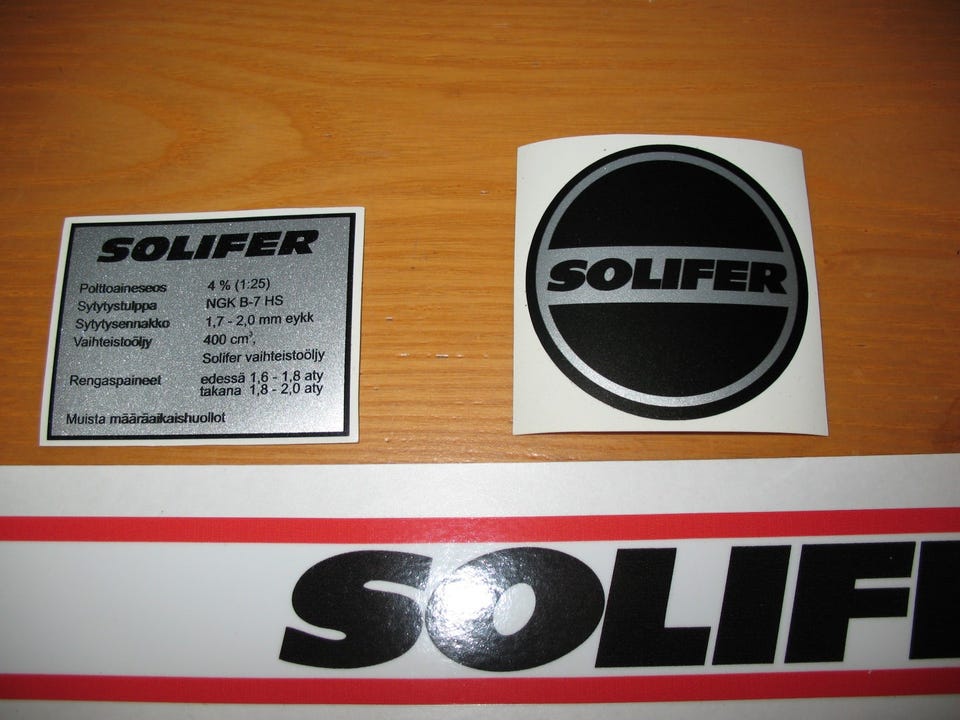 SOLIFER
Polttoaineseos 4 % (1:25)
Sytytystulppa NGK B-7 HS
Sytytysennakko 1,7 - 2,0 mm eykk
Vaihteistoöljy 400 cm³,
Solifer vaihteistoöljy
Rengaspaineet edessä 1,6 - 1,8 aty
takana 1,8 - 2,0 aty
Muista määräaikaishuollot
SOLIFER
SOLIFE